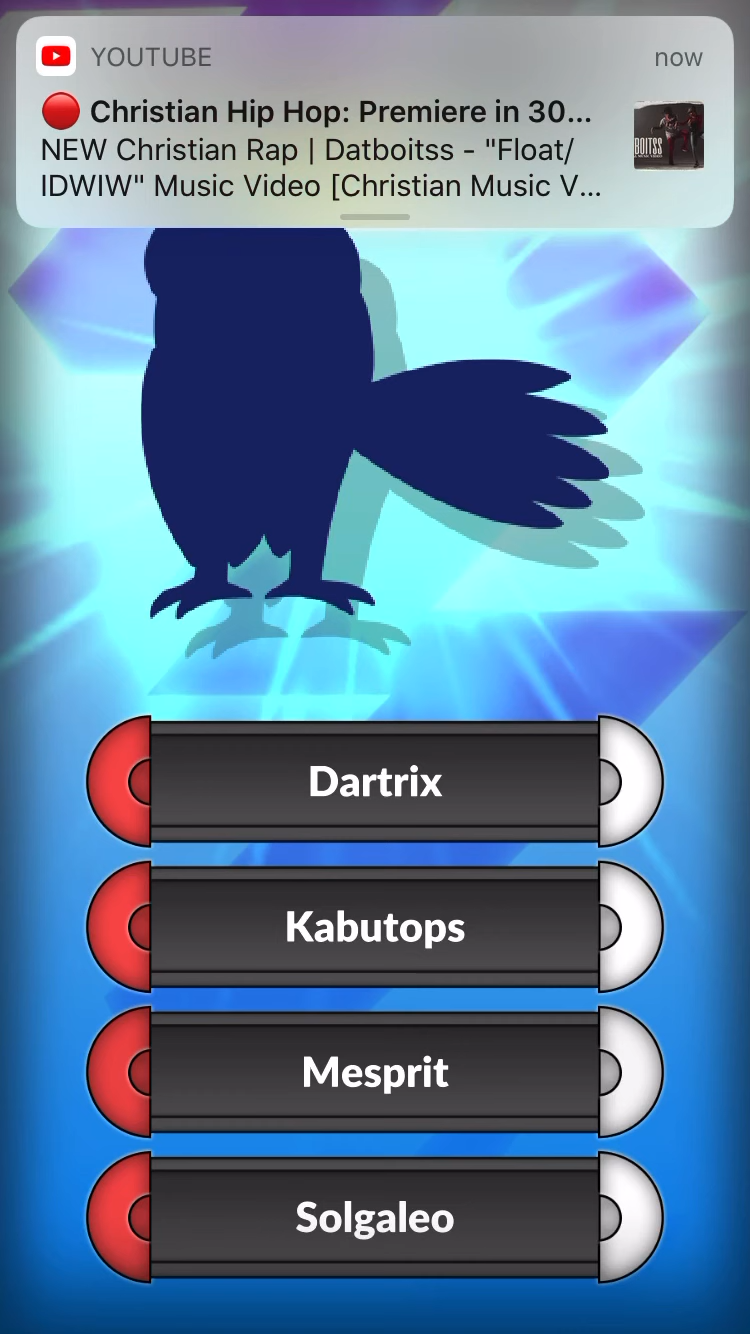 YOUTUBE now
🔴 Christian Hip Hop: Premiere in 30...
NEW Christian Rap | Datboitss - "Float/
IDWIW" Music Video [Christian Music V...
BOITSS
Dartrix
Kabutops
Mesprit
Solgaleo